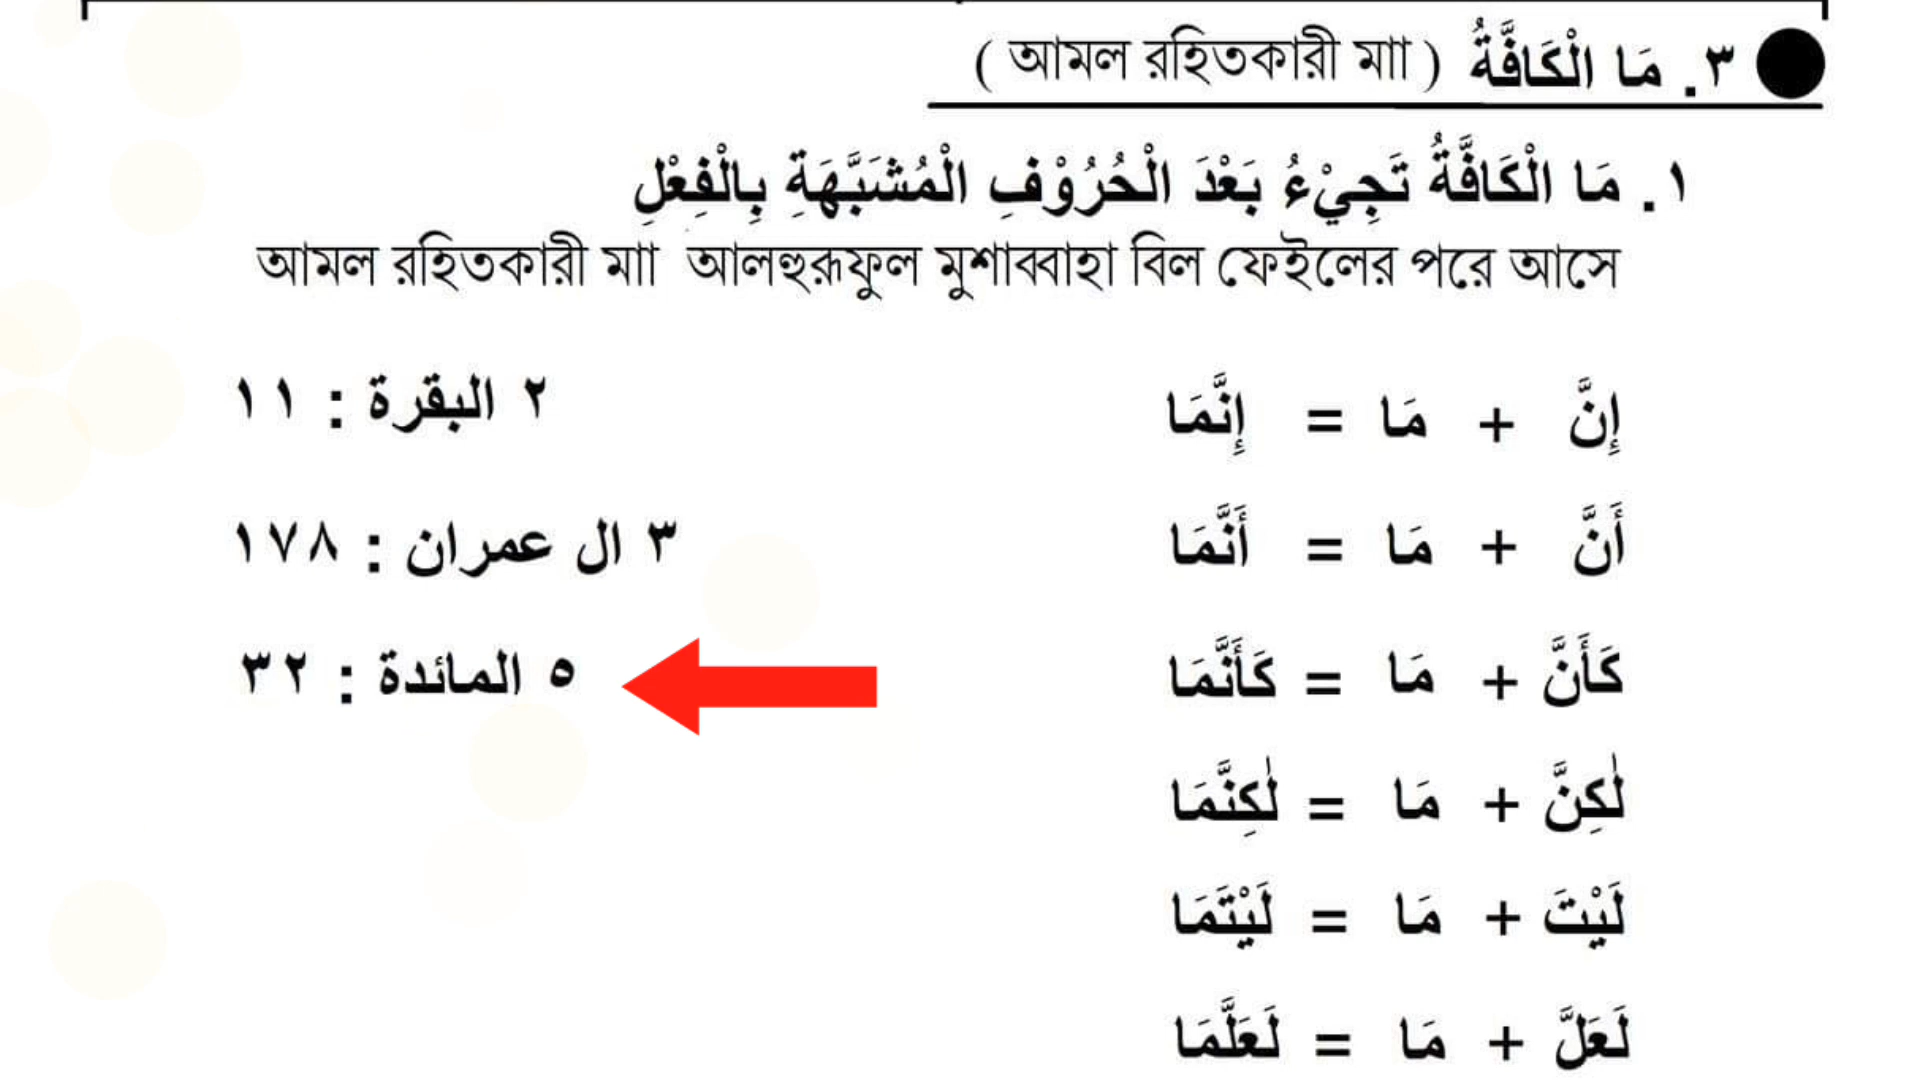 ٣. مَا الْكَافَّةُ ( আমল রহিতকারী মাা )
١. مَا الْكَافَّةُ تَجِيْءُ بَعْدَ الْحُرُوْفِ الْمُشَبَّهَةِ بِالْفِعْلِ
আমল রহিতকারী মাা আলহুরূফুল মুশাব্বাহা বিল ফেইলের পরে আসে
إِنَّ + مَا = إِنَّمَا ٢ البقرة : ١١
أَنَّ + مَا = أَنَّمَا ٣ ال عمران : ١٧٨
كَأَنَّ + مَا = كَأَنَّمَا ٥ المائدة : ٣٢
لٰكِنَّ + مَا = لٰكِنَّمَا
لَيْتَ + مَا = لَيْتَمَا
لَعَلَّ + مَا = لَعَلَّمَا